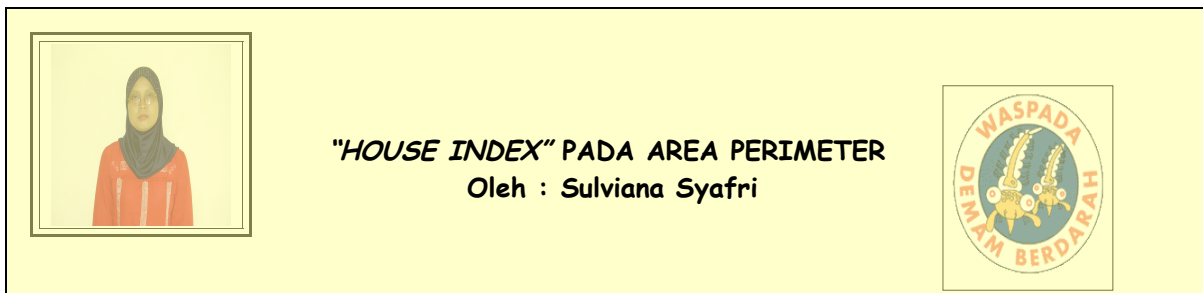 “HOUSE INDEX” PADA AREA PERIMETER
Oleh : Sulviana Syafri
WASPADA
DEMAM BERDARAH